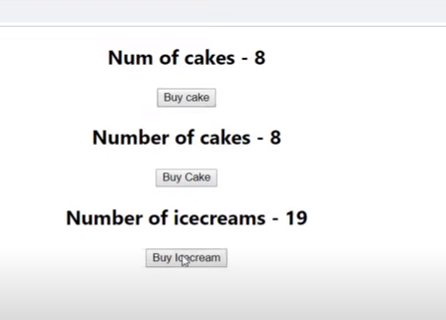 Num of cakes - 8
Buy cake
Number of cakes - 8
Buy Cake
Number of icecreams - 19
Buy Icecream